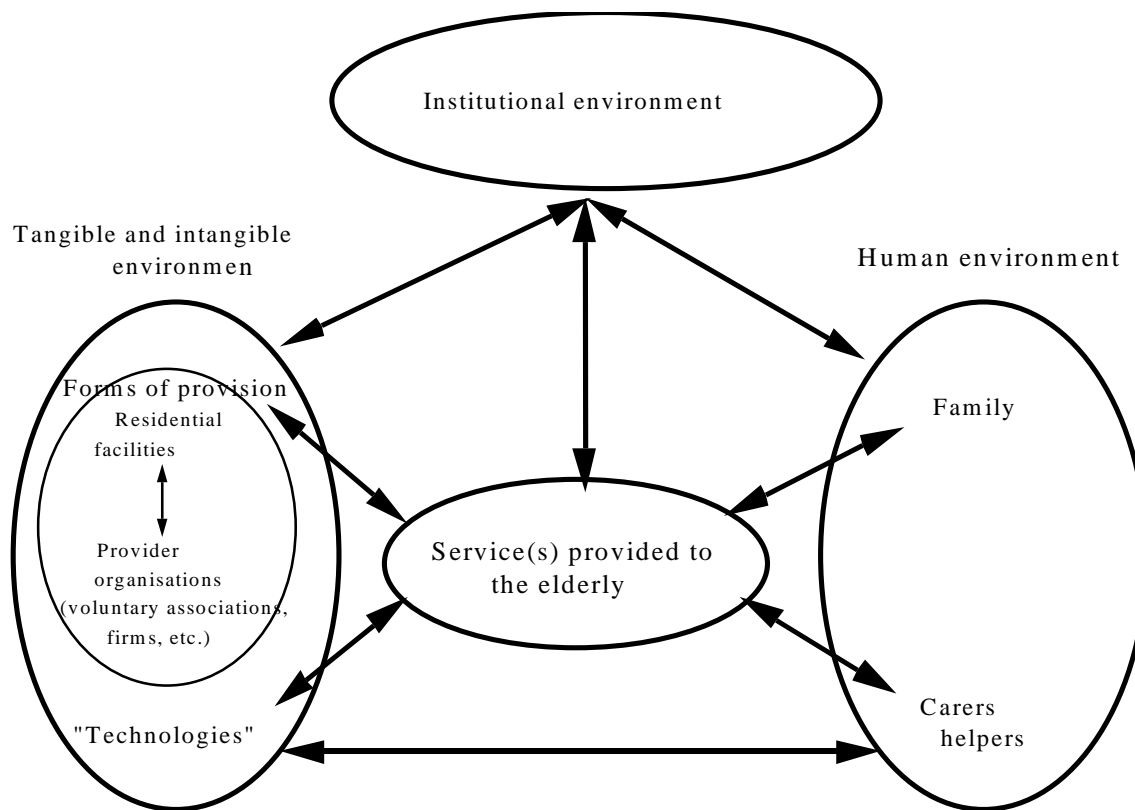 Institutional environment
Tangible and intangible
environmen
Human environment
Forms of provision
Residential
facilities
Provider
organisations
(voluntary associations,
firms, etc.)
"Technologies"
Service(s) provided to
the elderly
Family
Carers
helpers